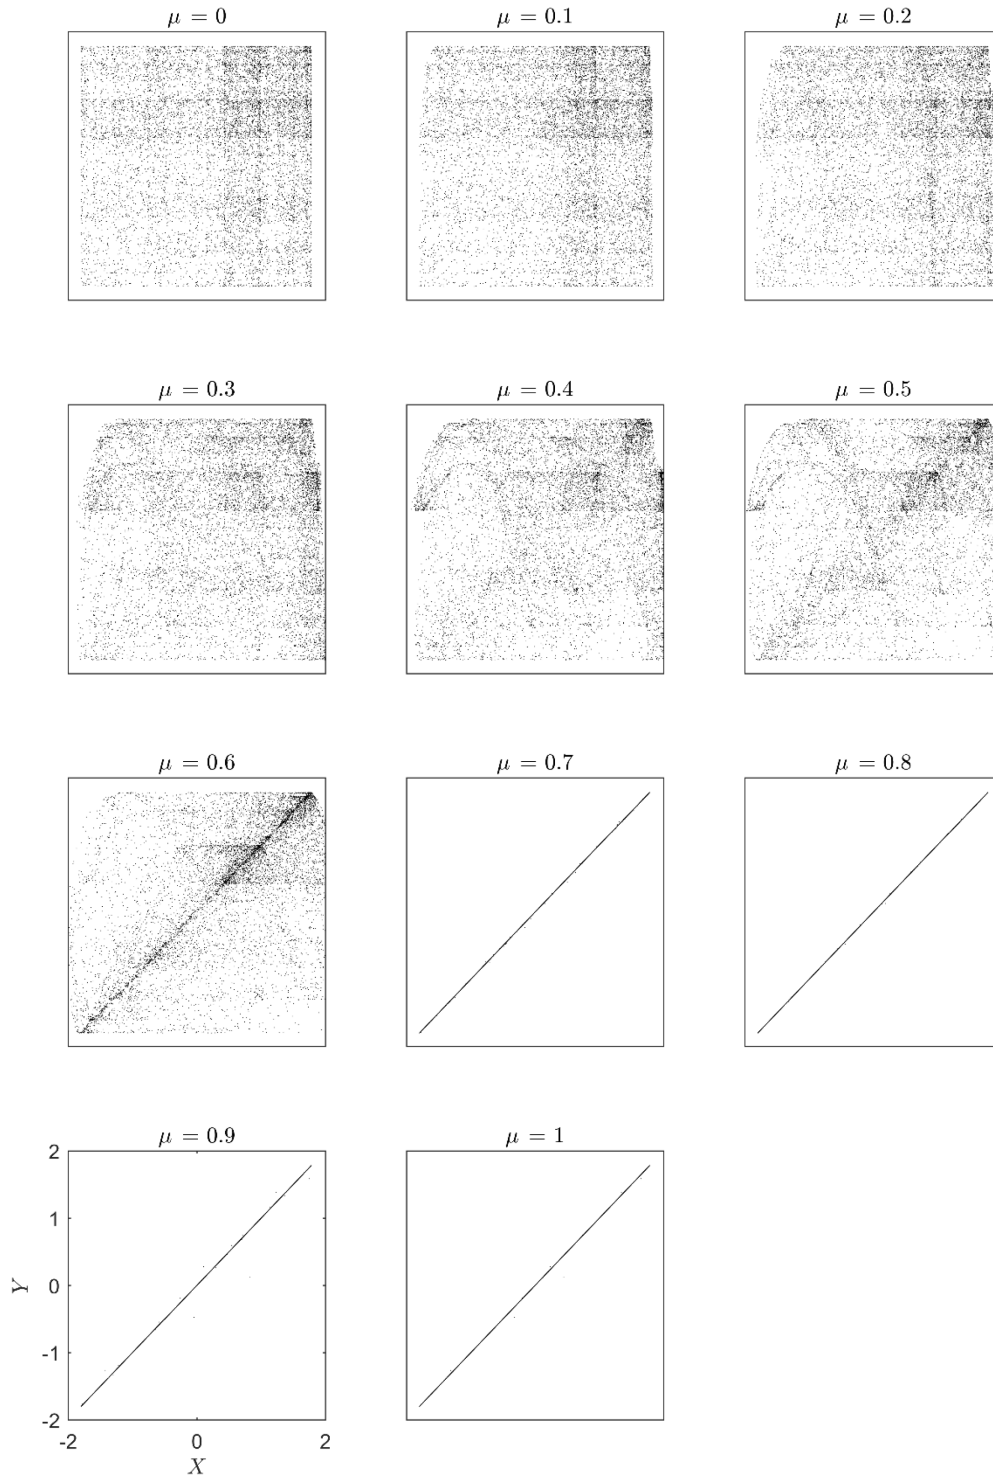 μ = 0
μ = 0.1
μ = 0.2
μ = 0.3
μ = 0.4
μ = 0.5
μ = 0.6
μ = 0.7
μ = 0.8
μ = 0.9
μ = 1
2
1
0
-1
-2
Y
-2 0 2
X